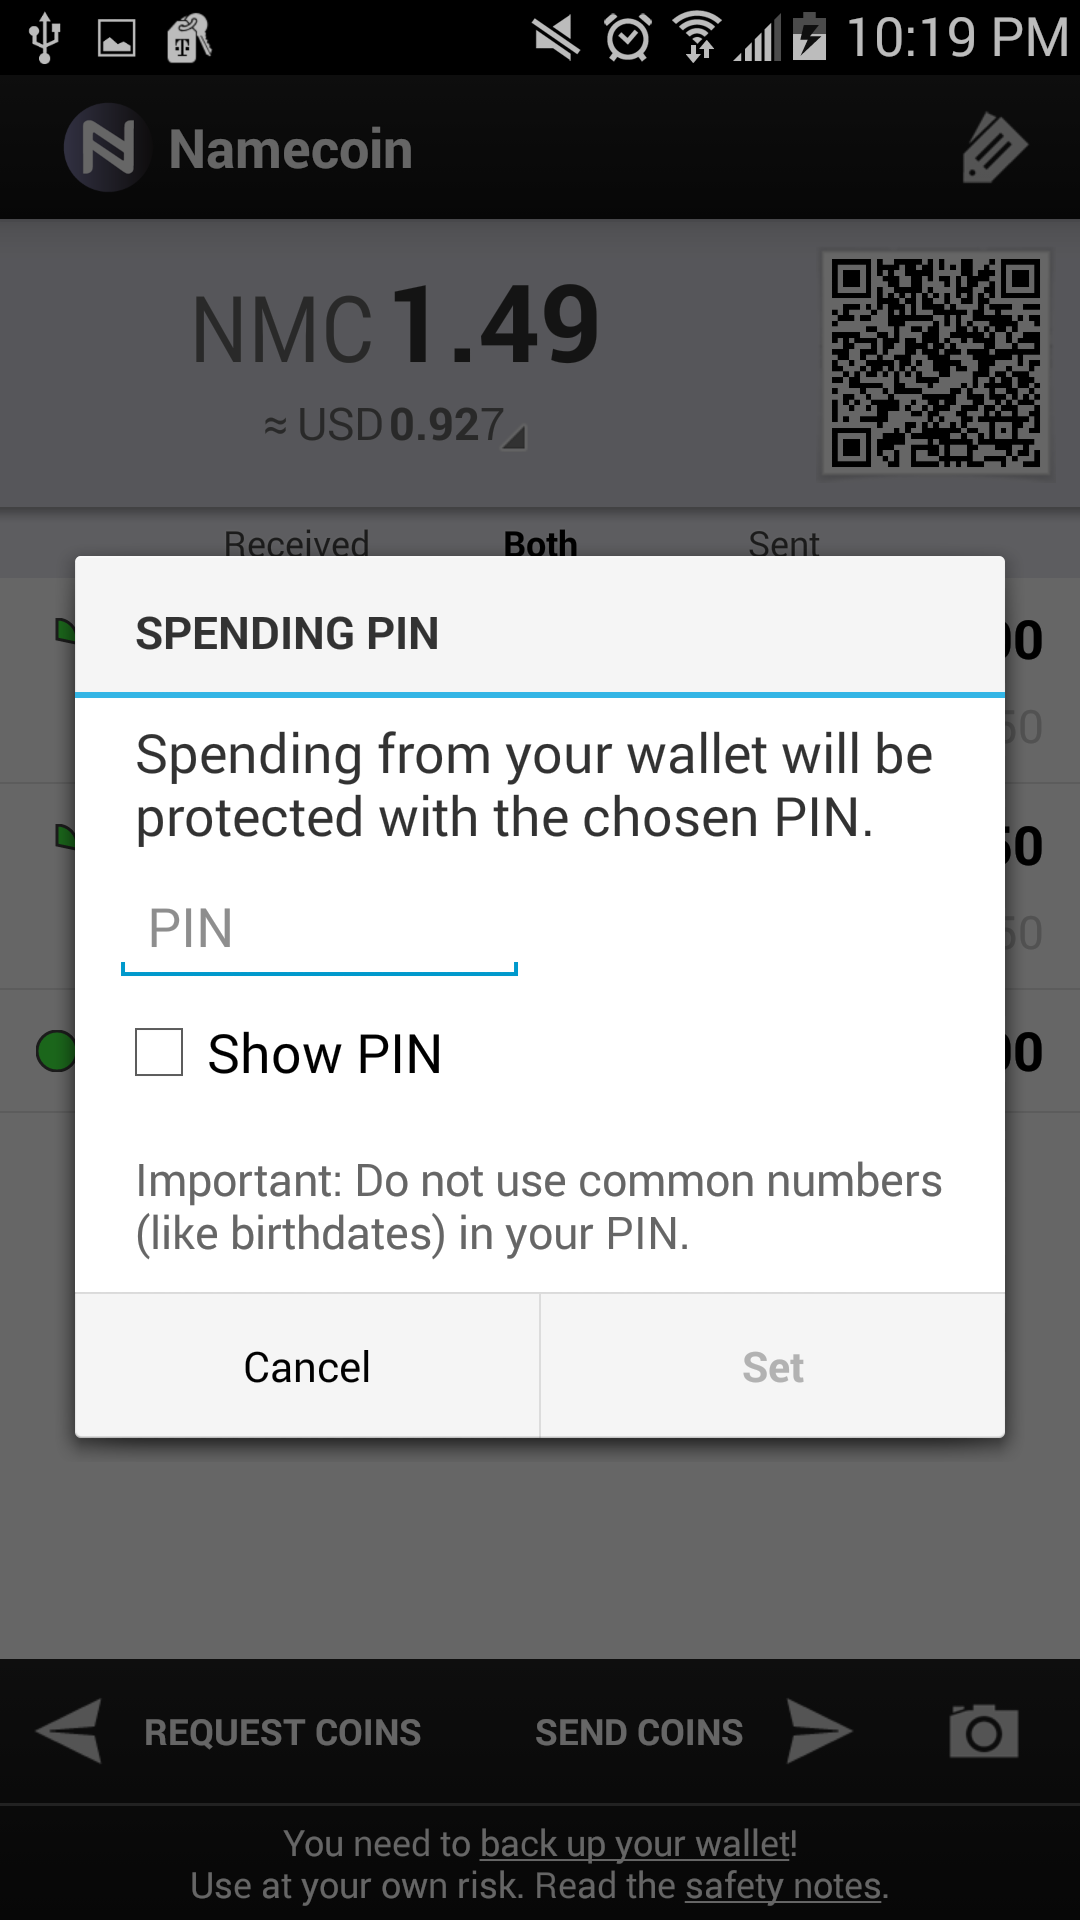 10:19 PM
Namecoin
NMC 1.49
≈ USD 0.927
Received Both Sent
SPENDING PIN
Spending from your wallet will be
protected with the chosen PIN.
PIN
Show PIN
Important: Do not use common numbers
(like birthdates) in your PIN.
Cancel Set
REQUEST COINS SEND COINS
You need to back up your wallet!
Use at your own risk. Read the safety notes.